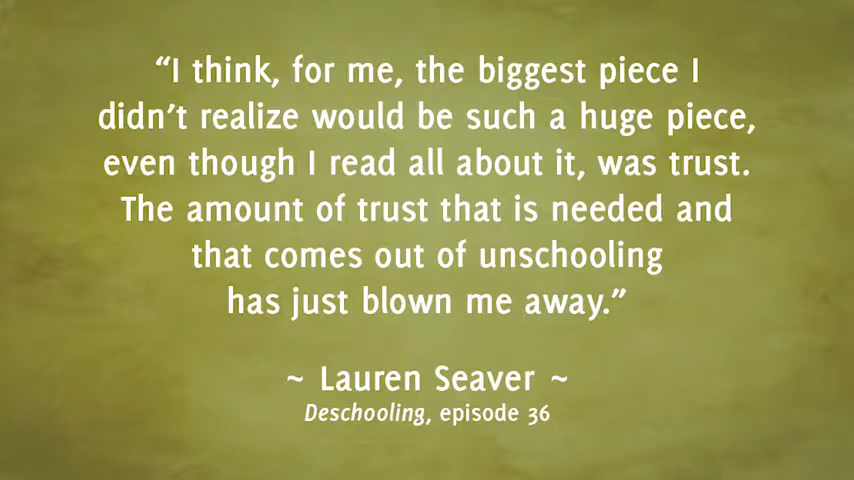 “I think, for me, the biggest piece I
didn’t realize would be such a huge piece,
even though I read all about it, was trust.
The amount of trust that is needed and
that comes out of unschooling
has just blown me away.”
~ Lauren Seaver ~
Deschooling, episode 36